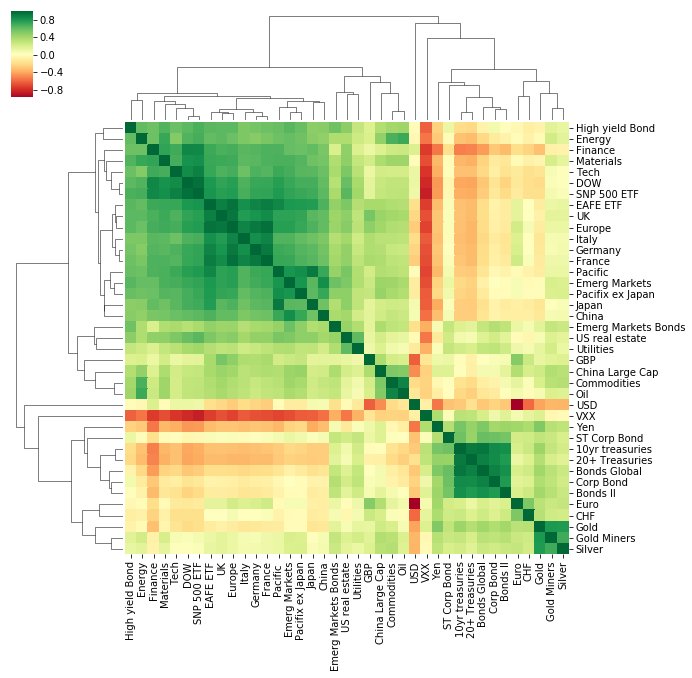 0.8
0.4
0.0
−0.4
−0.8
High yield Bond
Energy
Finance
Materials
Tech
DOW
SNP 500 ETF
EAFE ETF
UK
Europe
Italy
Germany
France
Pacific
Emerg Markets
Pacifix ex Japan
Japan
China
Emerg Markets Bonds
US real estate
Utilities
GBP
China Large Cap
Commodities
Oil
USD
VXX
Yen
ST Corp Bond
10yr treasuries
20+ Treasuries
Bonds Global
Corp Bond
Bonds II
Euro
CHF
Gold
Gold Miners
Silver
High yield Bond
Energy
Finance
Materials
Tech
DOW
SNP 500 ETF
EAFE ETF
UK
Europe
Italy
Germany
France
Pacific
Emerg Markets
Pacifix ex Japan
Japan
China
Emerg Markets Bonds
US real estate
Utilities
GBP
China Large Cap
Commodities
Oil
USD
VXX
Yen
ST Corp Bond
10yr treasuries
20+ Treasuries
Bonds Global
Corp Bond
Bonds II
Euro
CHF
Gold
Gold Miners
Silver